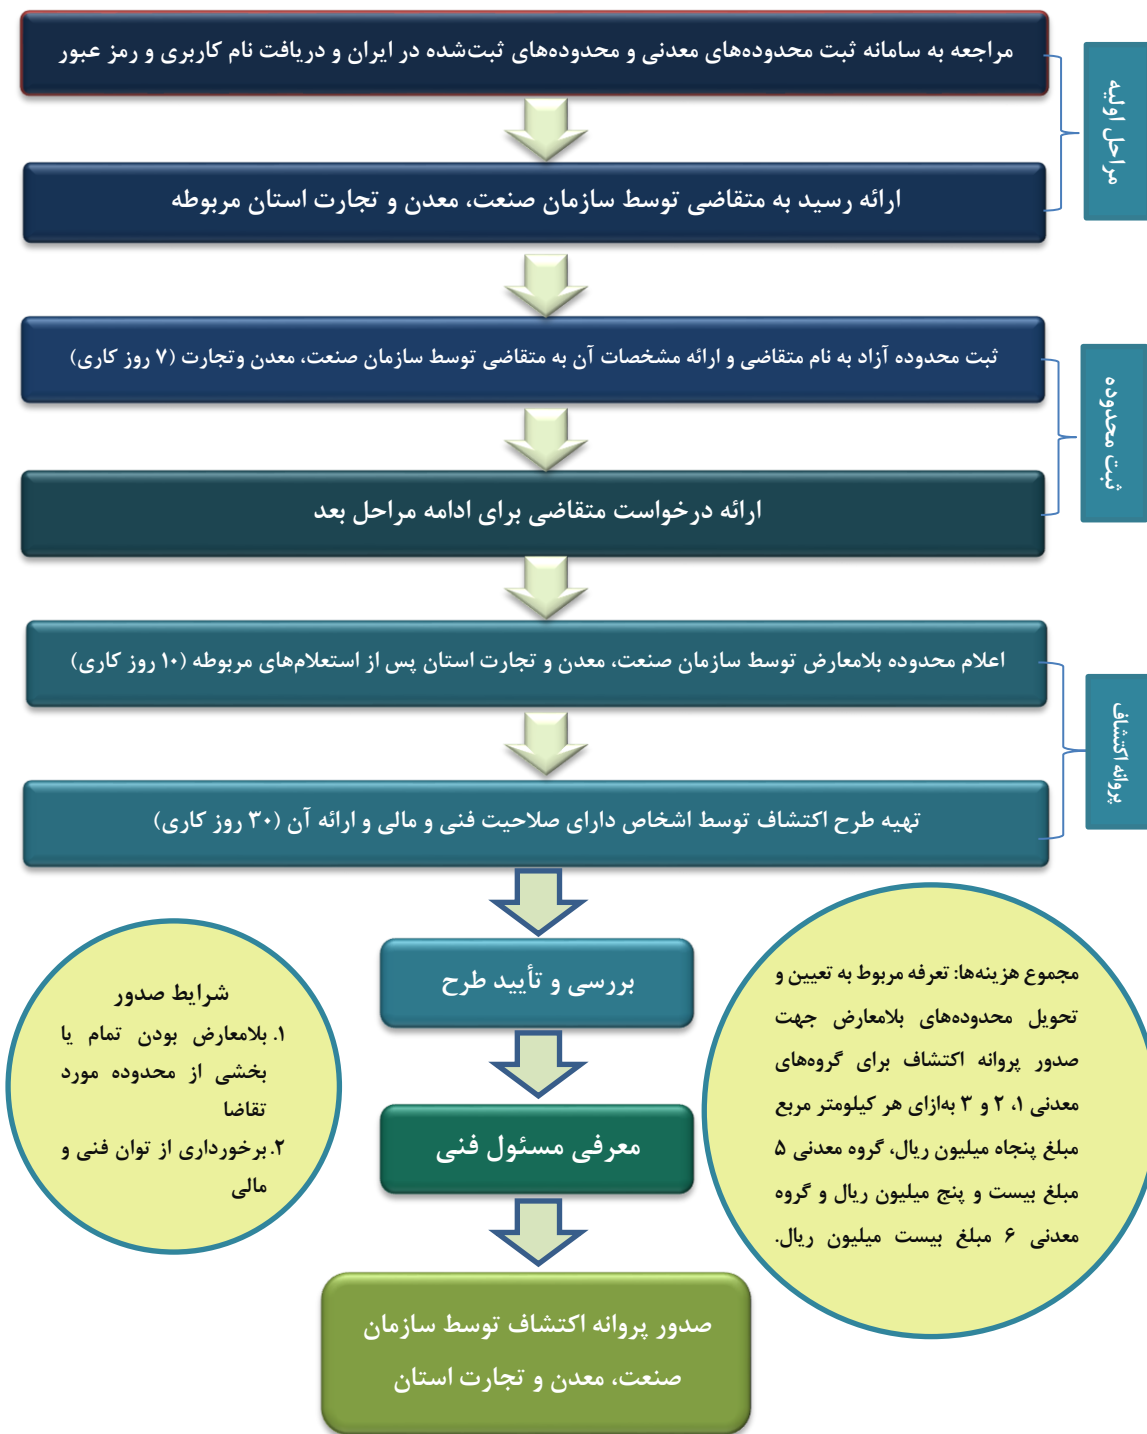 مراجعه به سامانه ثبت محدوده‌های معدنی و محدوده‌های ثبت‌شده در ایران و دریافت نام کاربری و رمز عبور
مراحل اولیه
ارائه رسید به متقاضی توسط سازمان صنعت، معدن و تجارت استان مربوطه
ثبت محدوده آزاد به نام متقاضی و ارائه مشخصات آن به متقاضی توسط سازمان صنعت، معدن وتجارت (۷ روز کاری)
ثبت محدوده
ارائه درخواست متقاضی برای ادامه مراحل بعد
اعلام محدوده بلامعارض توسط سازمان صنعت، معدن و تجارت استان پس از استعلام‌های مربوطه (۱۰ روز کاری)
پروانه اکتشاف
تهیه طرح اکتشاف توسط اشخاص دارای صلاحیت فنی و مالی و ارائه آن (۳۰ روز کاری)
مجموع هزینه‌ها: تعرفه مربوط به تعیین و
تحویل محدوده‌های بلامعارض جهت
صدور پروانه اکتشاف برای گروه‌های
معدنی ۱، ۲ و ۳ به‌ازای هر کیلومتر مربع
مبلغ پنجاه میلیون ریال، گروه معدنی ۵
مبلغ بیست و پنج میلیون ریال و گروه
معدنی ۶ مبلغ بیست میلیون ریال.
بررسی و تأیید طرح
شرایط صدور
۱. بلامعارض بودن تمام یا
بخشی از محدوده مورد
تقاضا
۲. برخورداری از توان فنی و
مالی
معرفی مسئول فنی
صدور پروانه اکتشاف توسط سازمان
صنعت، معدن و تجارت استان